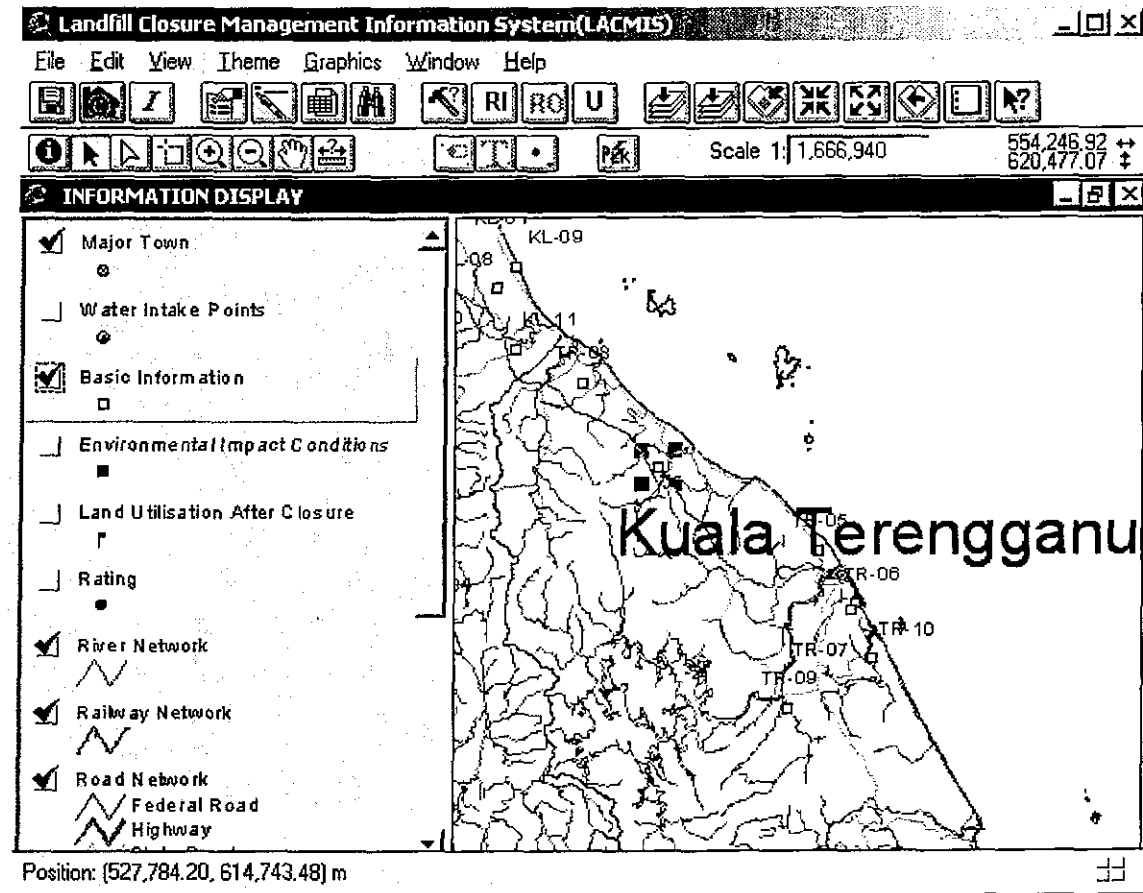 Landfill Closure Management Information System(LACMIS)
File Edit View Theme Graphics Window Help
I RI RO U
Scale 1: 1,666,940
554,246.92
620,477.07
INFORMATION DISPLAY
Major Town
Water Intake Points
Basic Information
Environmental Impact Conditions
Land Utilisation After Closure
Rating
River Network
Railway Network
Road Network
Federal Road
Highway
KL-09
KL-11
TR-03
Kuala Terengganu
TR-05
TR-06
TR-10
TR-07
TR-09
Position: (527,784.20, 614,743.48) m